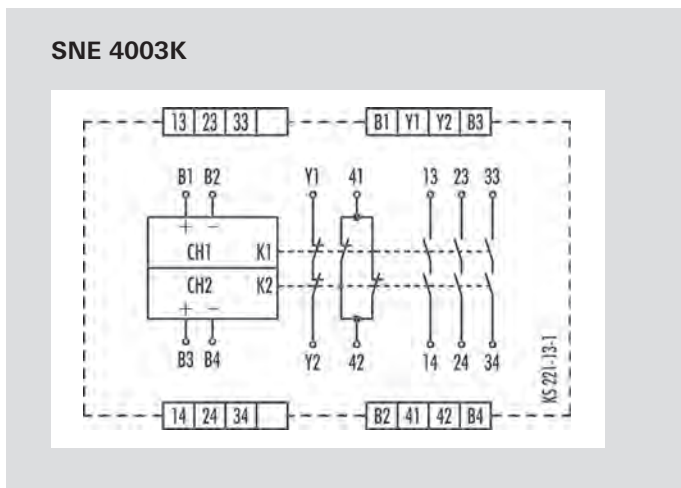 SNE 4003K
13 23 33 B1 Y1 Y2 B3
B1 B2 Y1 41 13 23 33
+ −
CH1 K1
CH2 K2
+ −
B3 B4 Y2 42 14 24 34
KS 221-13-1
14 24 34 B2 41 42 B4